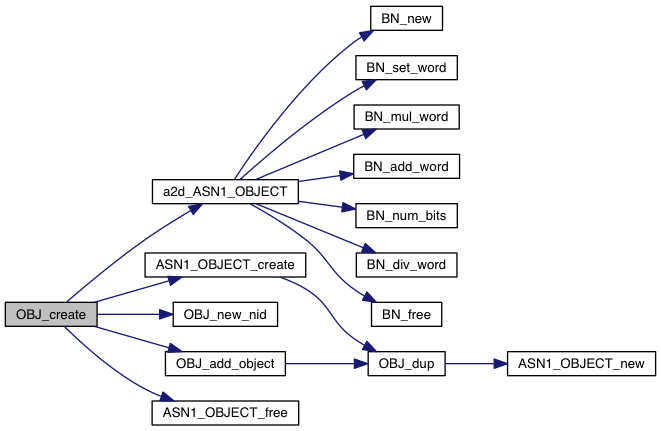 BN_new
BN_set_word
BN_mul_word
BN_add_word
a2d_ASN1_OBJECT
BN_num_bits
BN_div_word
ASN1_OBJECT_create
OBJ_create
OBJ_new_nid
BN_free
OBJ_add_object
OBJ_dup
ASN1_OBJECT_new
ASN1_OBJECT_free